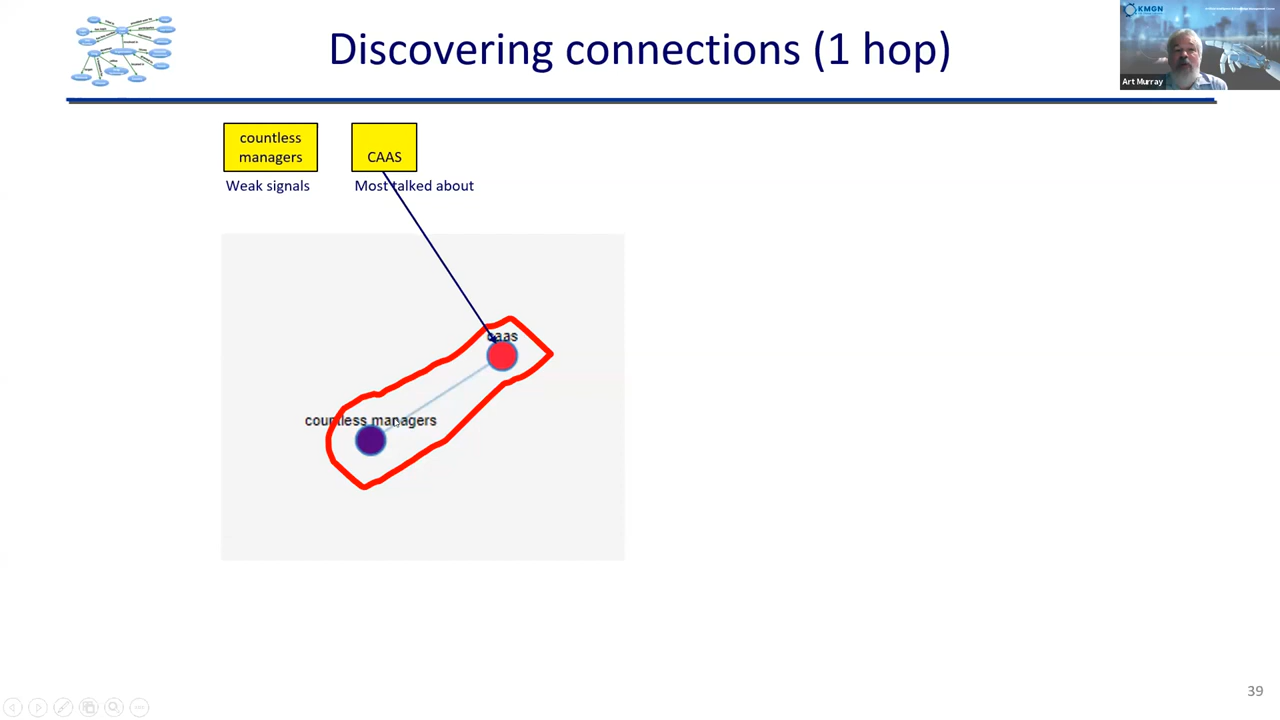 Discovering connections (1 hop)
KMGN
Art Murray
countless
managers
CAAS
Weak signals
Most talked about
caas
countless managers
39